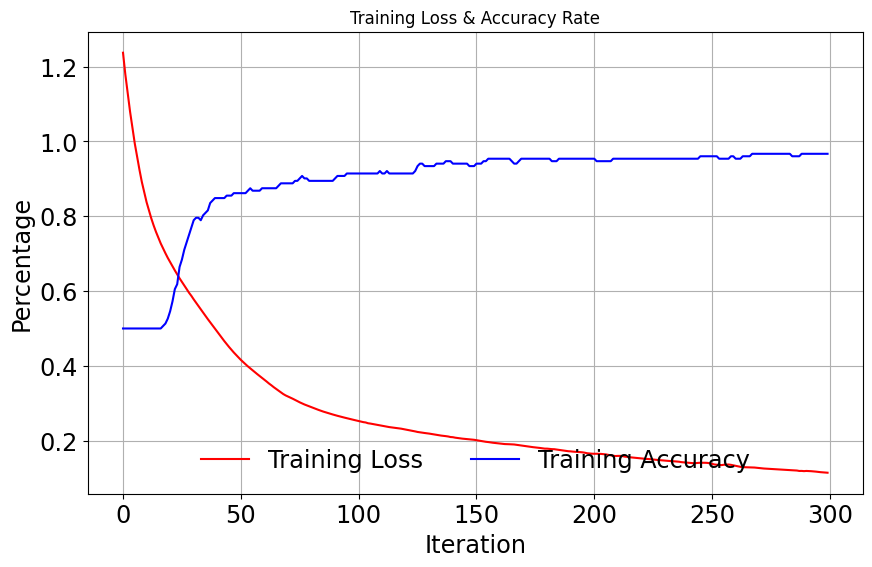 Training Loss & Accuracy Rate
1.2
1.0
0.8
0.6
0.4
0.2
Percentage
Training Loss Training Accuracy
0 50 100 150 200 250 300
Iteration